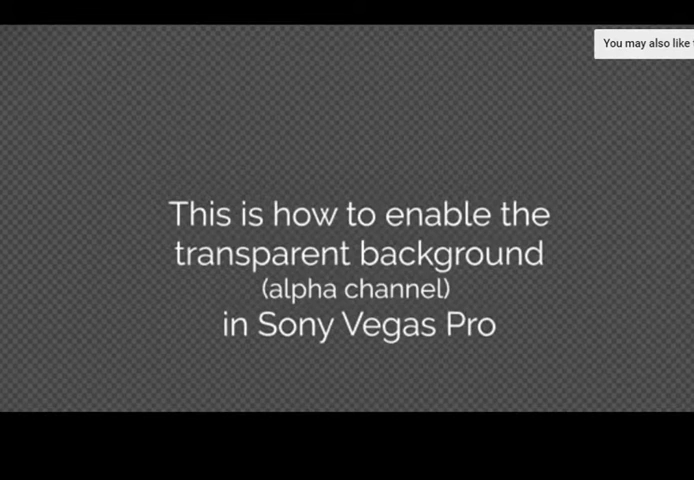 You may also like
This is how to enable the
transparent background
(alpha channel)
in Sony Vegas Pro